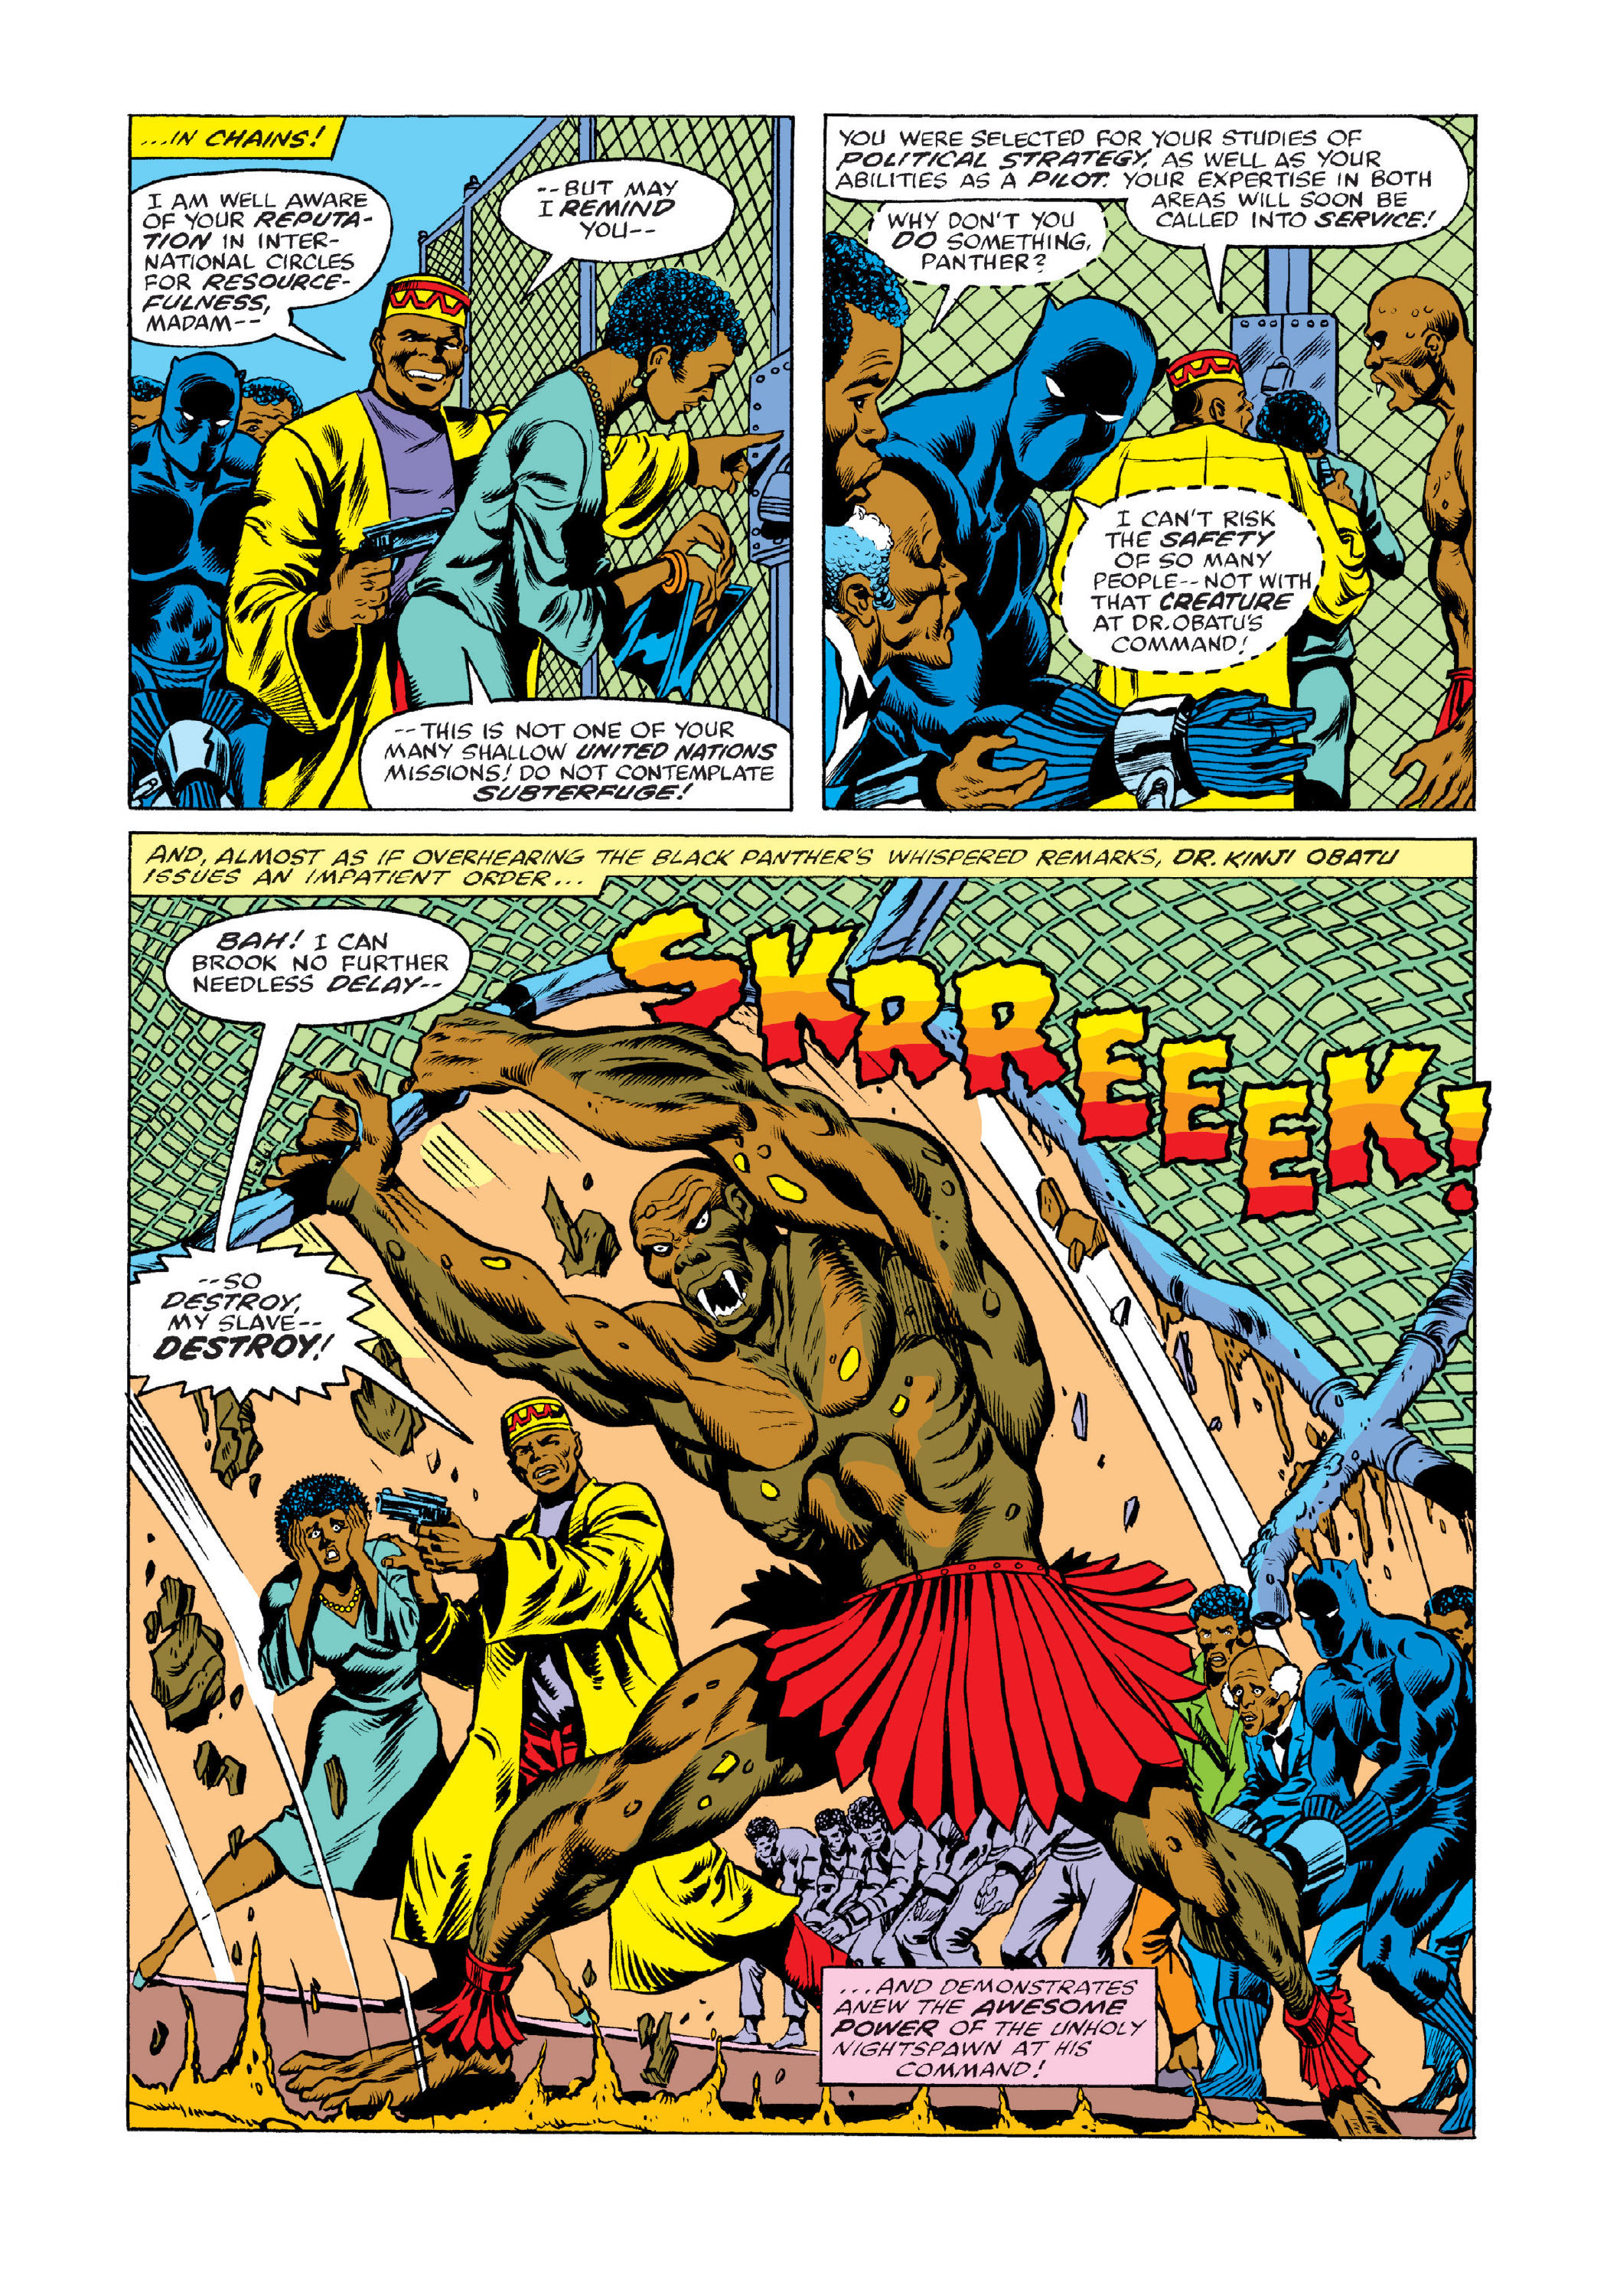 ...IN CHAINS!
I AM WELL AWARE
OF YOUR REPUTA-
TION IN INTER-
NATIONAL CIRCLES
FOR RESOURCE-
FULNESS,
MADAM--
--BUT MAY
I REMIND
YOU--
--THIS IS NOT ONE OF YOUR
MANY SHALLOW UNITED NATIONS
MISSIONS! DO NOT CONTEMPLATE
SUBTERFUGE!
YOU WERE SELECTED FOR YOUR STUDIES OF
POLITICAL STRATEGY, AS WELL AS YOUR
ABILITIES AS A PILOT. YOUR EXPERTISE IN BOTH
AREAS WILL SOON BE
CALLED INTO SERVICE!
WHY DON'T YOU
DO SOMETHING,
PANTHER?
I CAN'T RISK
THE SAFETY
OF SO MANY
PEOPLE--NOT WITH
THAT CREATURE
AT DR. OBATU'S
COMMAND!
AND, ALMOST AS IF OVERHEARING THE BLACK PANTHER'S WHISPERED REMARKS, DR. KINJI OBATU
ISSUES AN IMPATIENT ORDER...
BAH! I CAN
BROOK NO FURTHER
NEEDLESS DELAY--
SKRREEEK!
--SO
DESTROY,
MY SLAVE--
DESTROY!
...AND DEMONSTRATES
ANEW THE AWESOME
POWER OF THE UNHOLY
NIGHTSPAWN AT HIS
COMMAND!